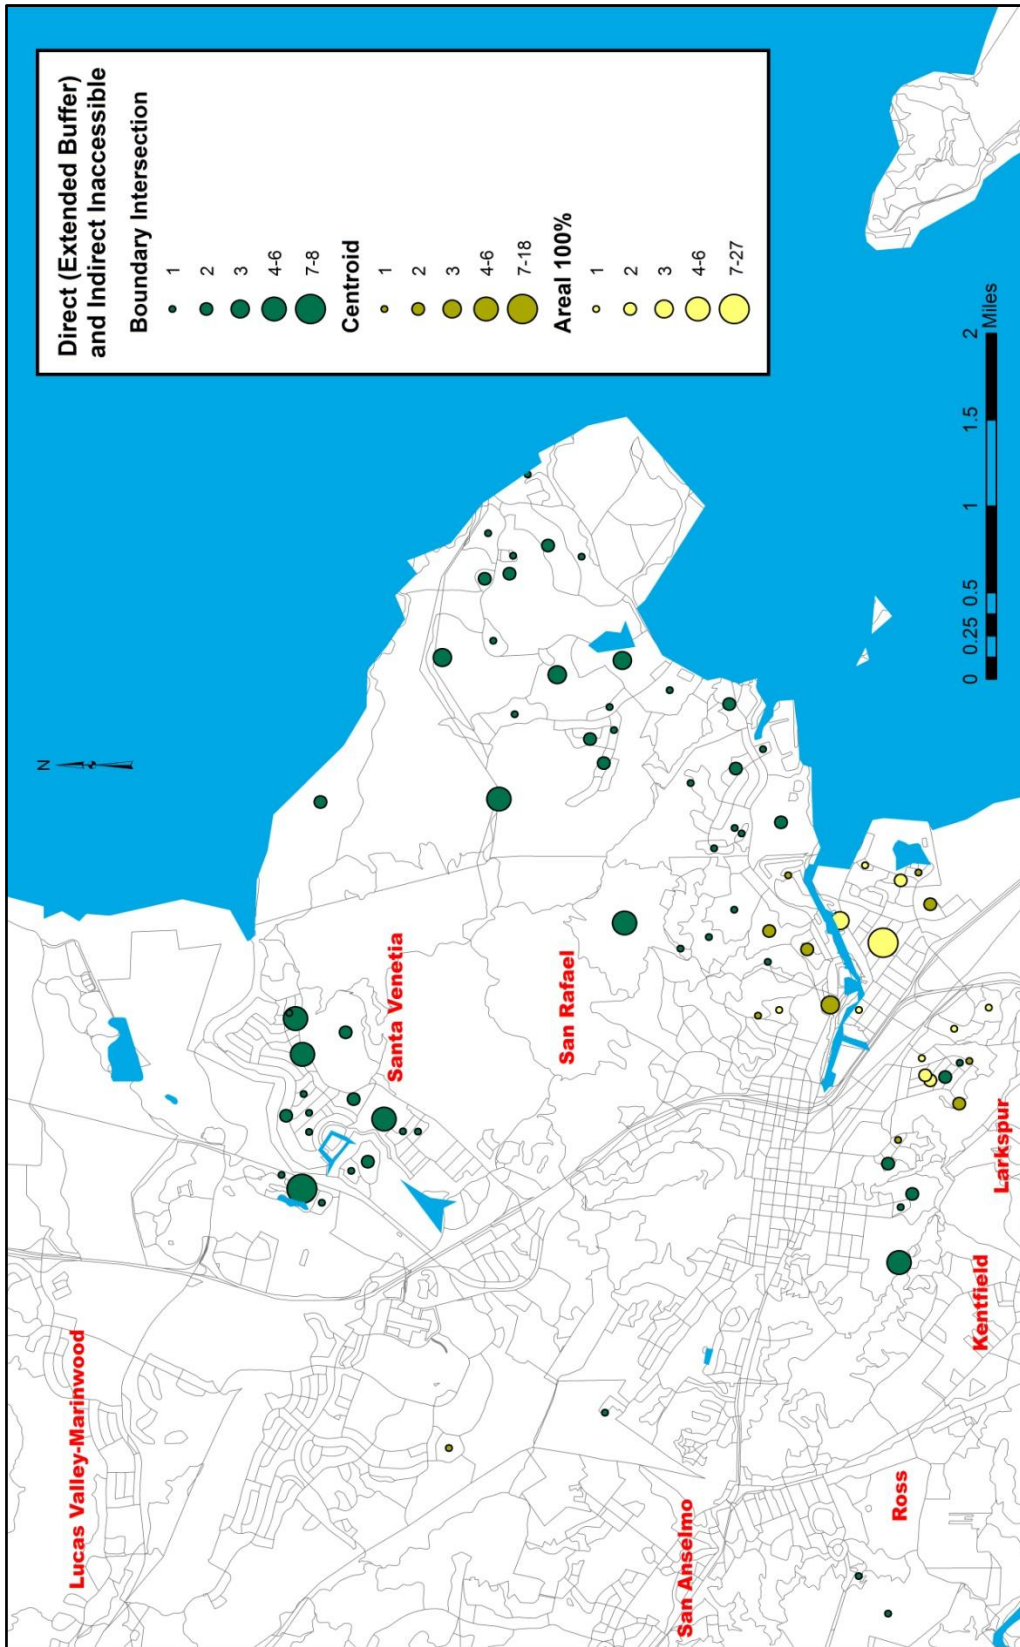 Direct (Extended Buffer)
and Indirect Inaccessible
Boundary Intersection
1
2
3
4-6
7-8
Centroid
1
2
3
4-6
7-18
Areal 100%
1
2
3
4-6
7-27
N
Lucas Valley-Marinwood
Santa Venetia
San Rafael
San Anselmo
Ross
Kentfield
Larkspur
0 0.25 0.5 1 1.5 2
Miles